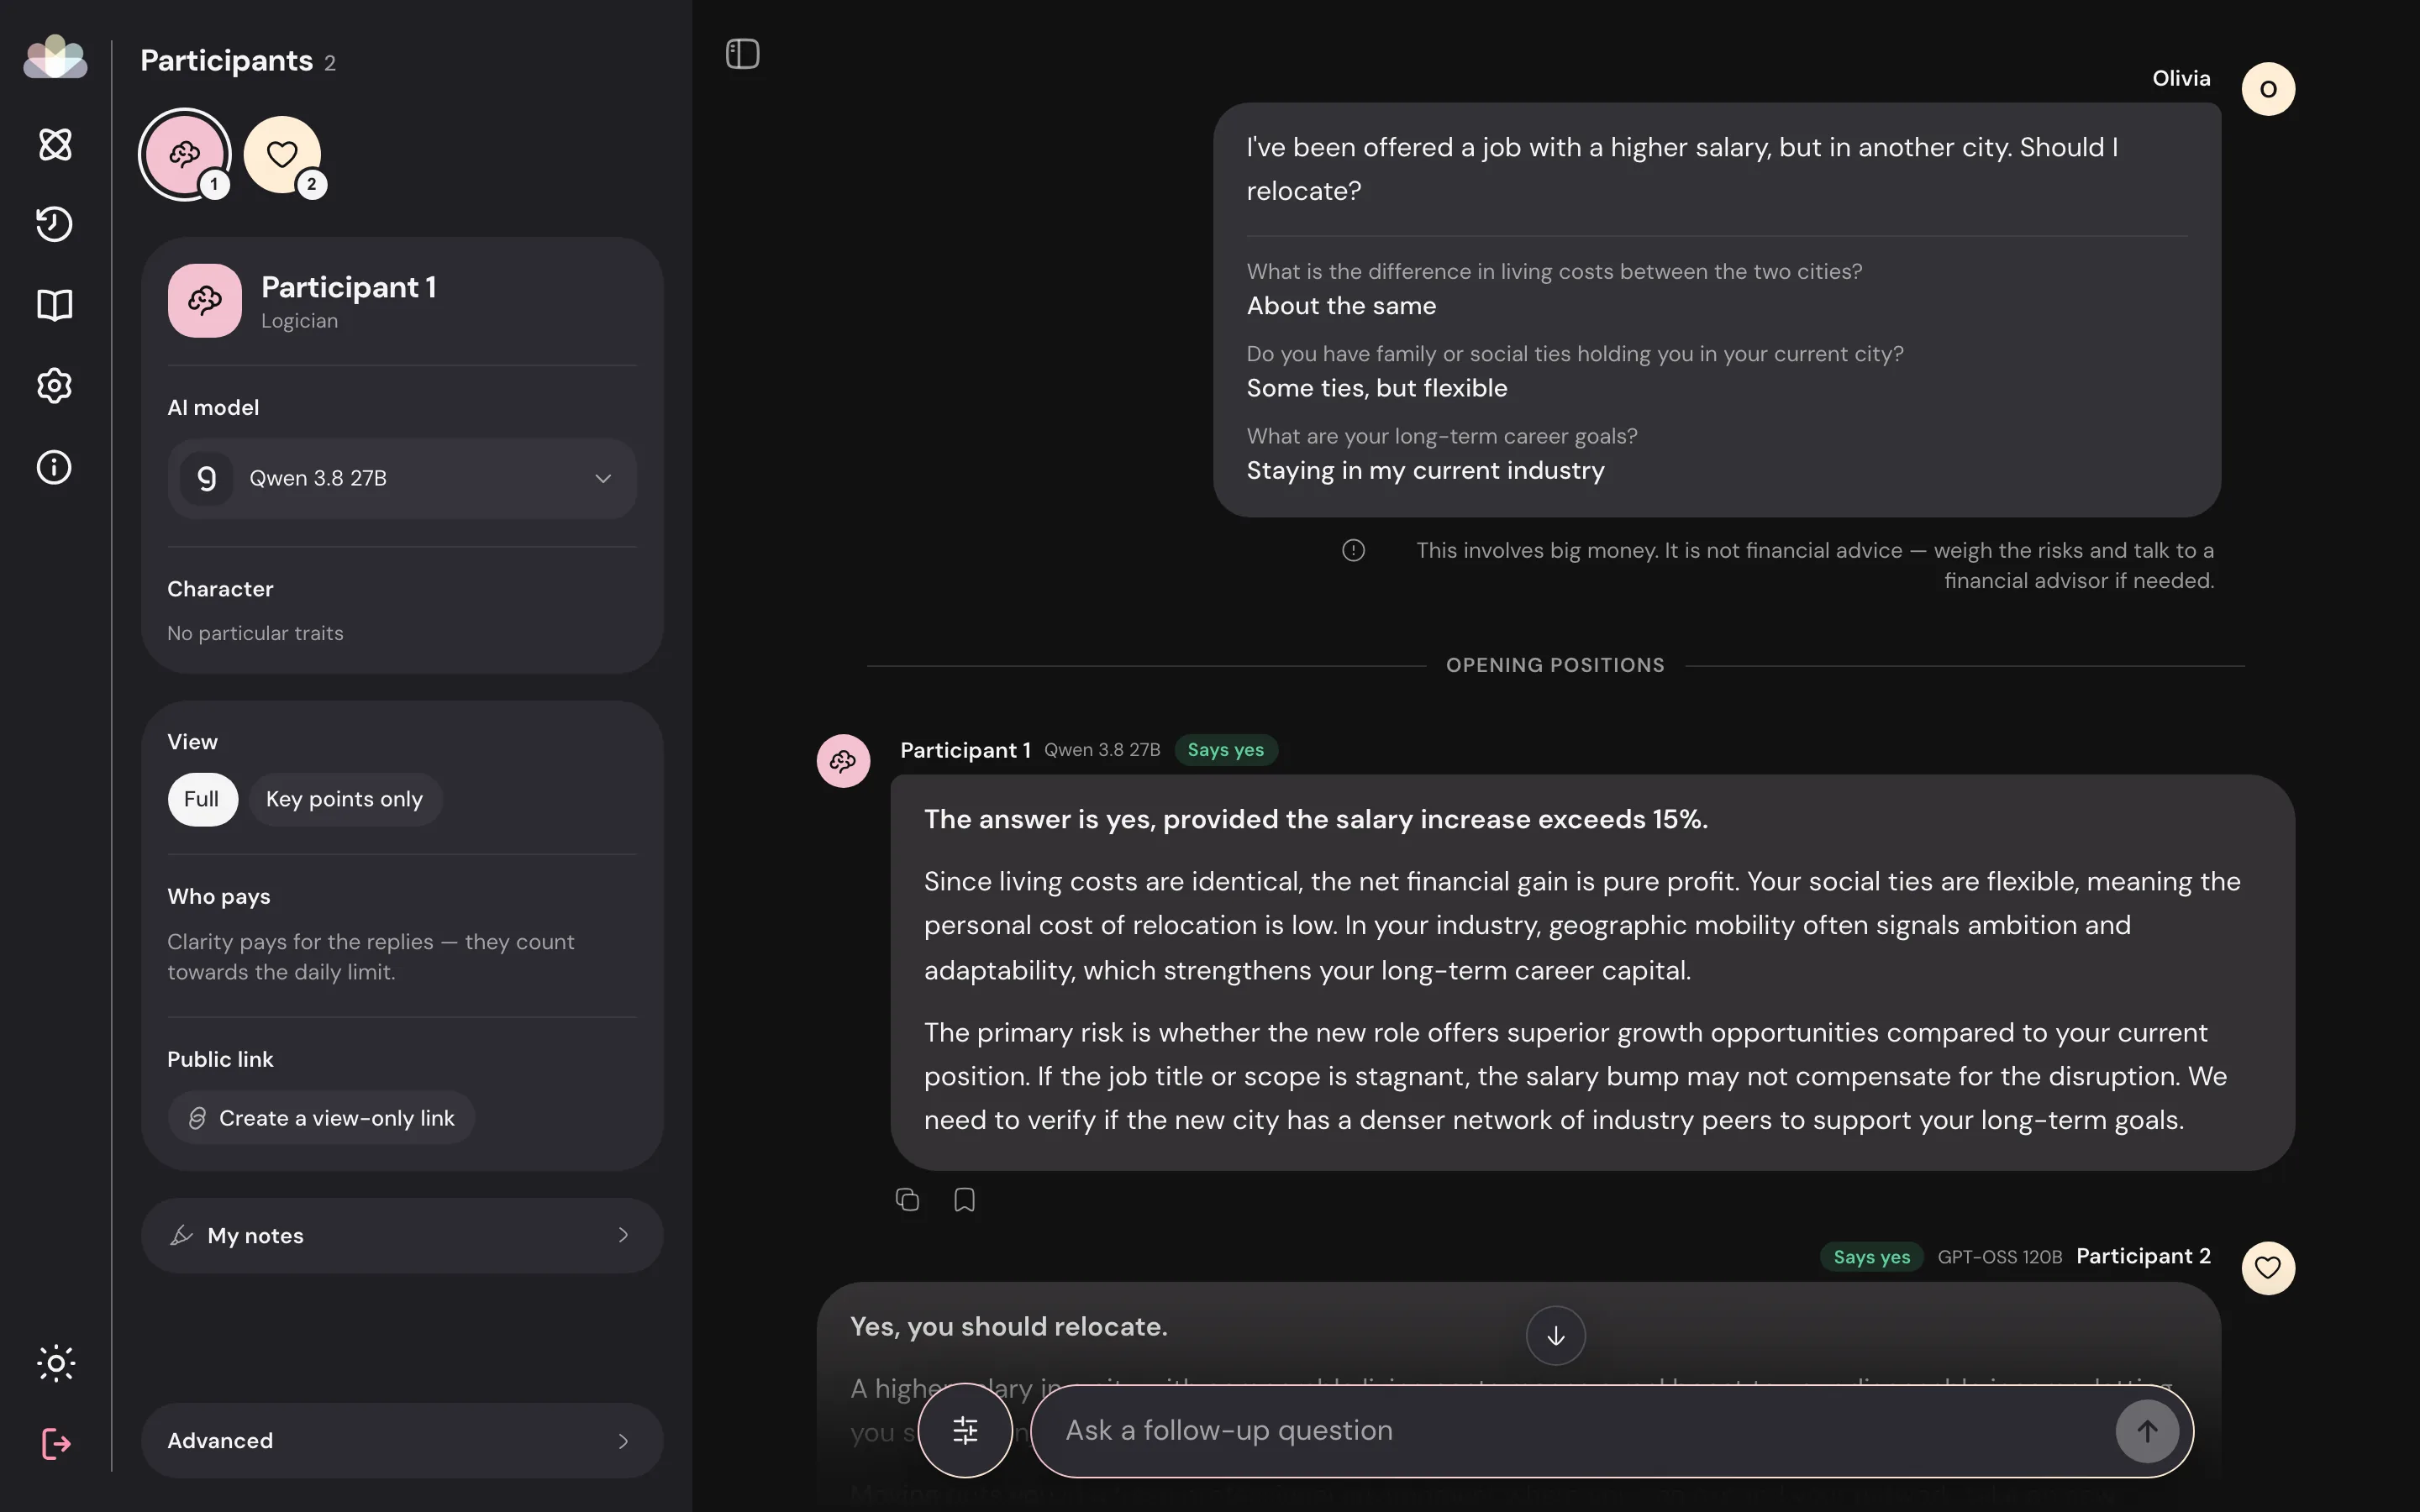 Participants 2
1
2
Participant 1
Logician
AI model
Qwen 3.8 27B
Character
No particular traits
View
Full
Key points only
Who pays
Clarity pays for the replies — they count
towards the daily limit.
Public link
Create a view-only link
My notes
Advanced
Olivia
O
I've been offered a job with a higher salary, but in another city. Should I
relocate?
What is the difference in living costs between the two cities?
About the same
Do you have family or social ties holding you in your current city?
Some ties, but flexible
What are your long-term career goals?
Staying in my current industry
This involves big money. It is not financial advice — weigh the risks and talk to a
financial advisor if needed.
OPENING POSITIONS
Participant 1 Qwen 3.8 27B Says yes
The answer is yes, provided the salary increase exceeds 15%.
Since living costs are identical, the net financial gain is pure profit. Your social ties are flexible, meaning the
personal cost of relocation is low. In your industry, geographic mobility often signals ambition and
adaptability, which strengthens your long-term career capital.
The primary risk is whether the new role offers superior growth opportunities compared to your current
position. If the job title or scope is stagnant, the salary bump may not compensate for the disruption. We
need to verify if the new city has a denser network of industry peers to support your long-term goals.
Says yes GPT-OSS 120B Participant 2
Yes, you should relocate.
A higher
you
Ask a follow-up question